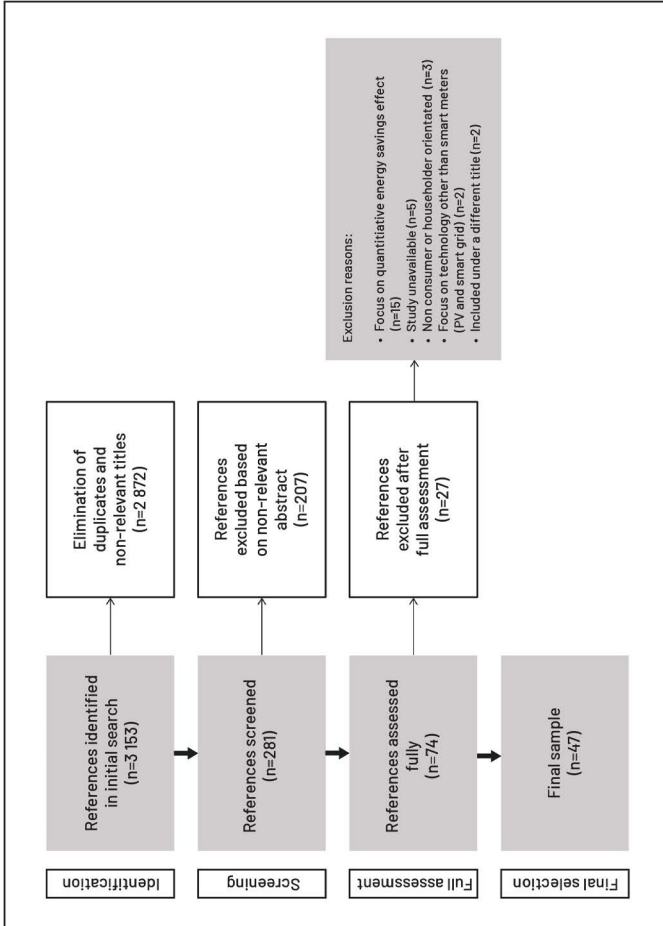 Identification
References identified
in initial search
(n=3 153)
Elimination of
duplicates and
non-relevant titles
(n=2 872)
Screening
References screened
(n=281)
References
excluded based
on non-relevant
abstract
(n=207)
Full assessment
References assessed
fully
(n=74)
References
excluded after
full assessment
(n=27)
Exclusion reasons:
• Focus on quantitiative energy savings effect
(n=15)
• Study unavailable (n=5)
• Non consumer or householder orientated (n=3)
• Focus on technology other than smart meters
(PV and smart grid) (n=2)
• Included under a different title (n=2)
Final selection
Final sample
(n=47)